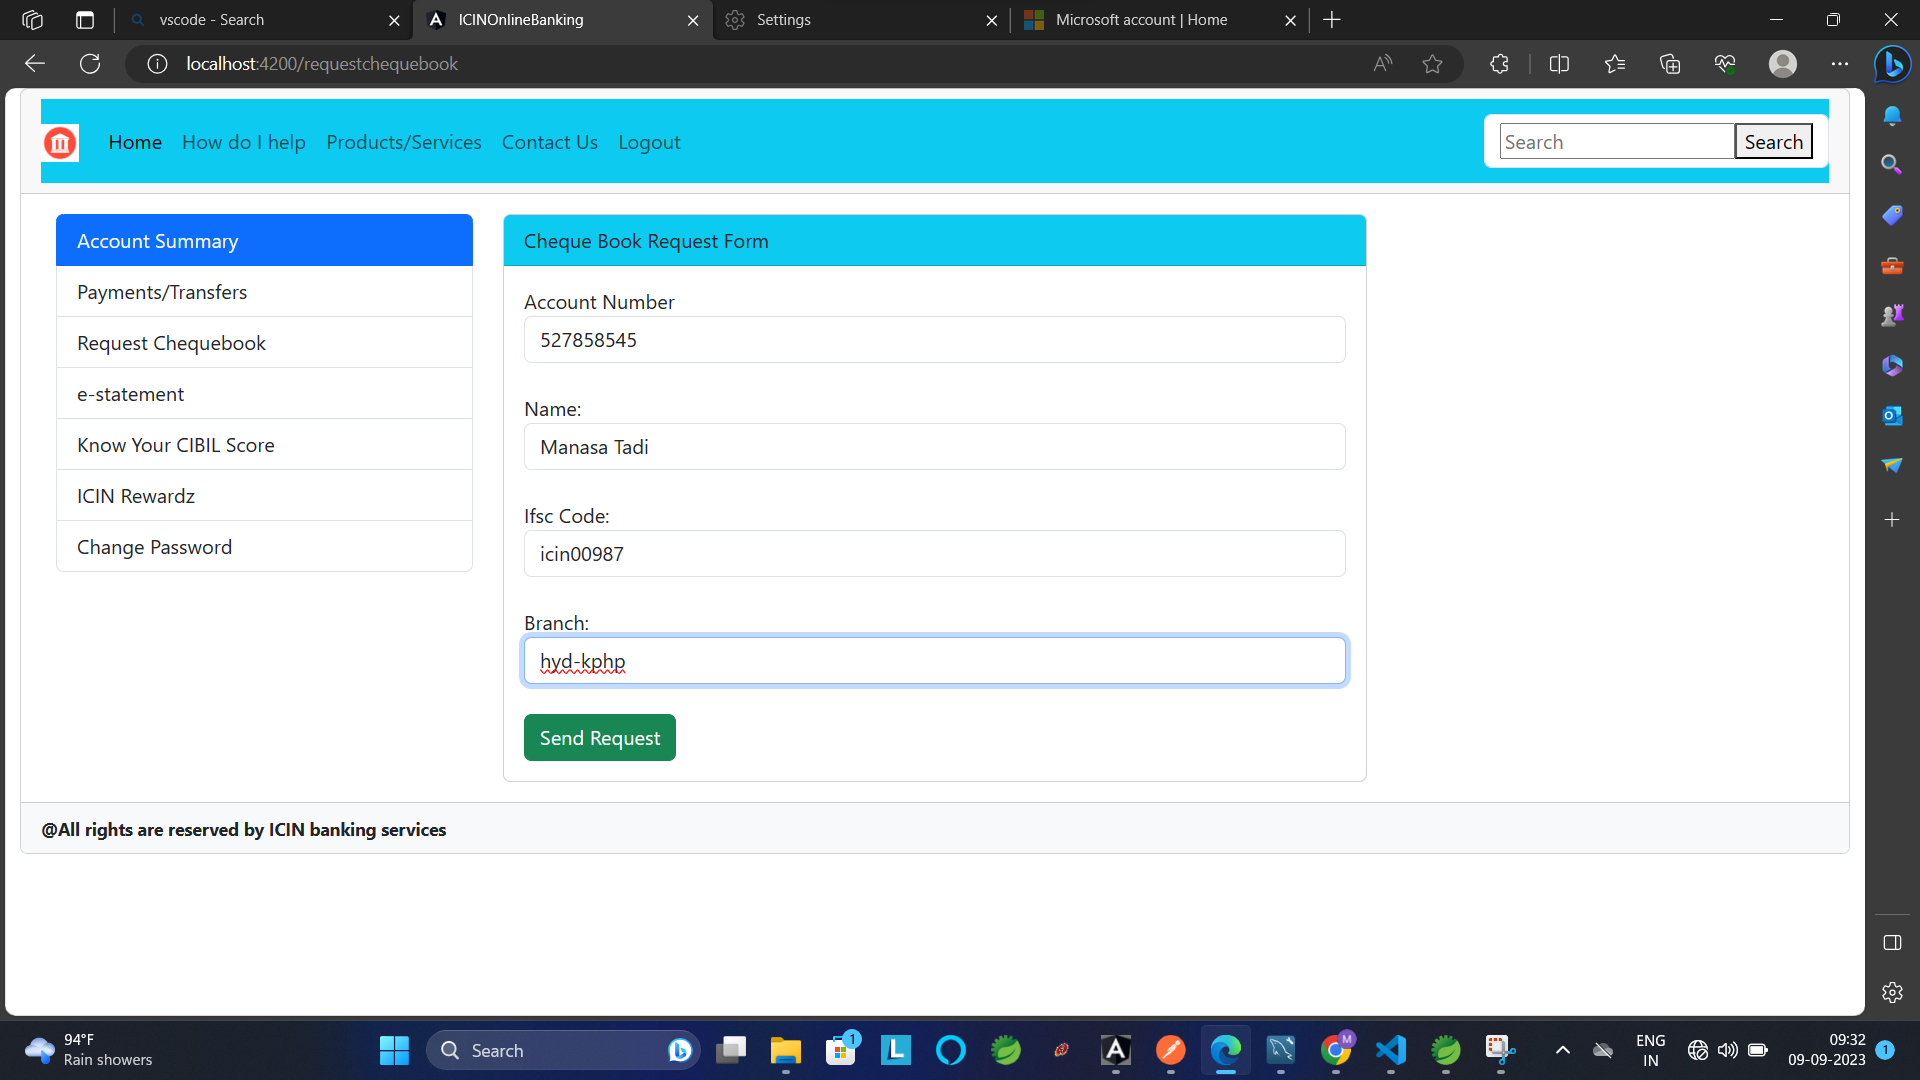 vscode - Search
ICINOnlineBanking
Settings
Microsoft account | Home
localhost:4200/requestchequebook
Home How do I help Products/Services Contact Us Logout
Search Search
Account Summary
Payments/Transfers
Request Chequebook
e-statement
Know Your CIBIL Score
ICIN Rewardz
Change Password
Cheque Book Request Form
Account Number
527858545
Name:
Manasa Tadi
Ifsc Code:
icin00987
Branch:
hyd-kphp
Send Request
@All rights are reserved by ICIN banking services
94°F
Rain showers
Search
1
L
M
ENG
IN
09:32
09-09-2023
1